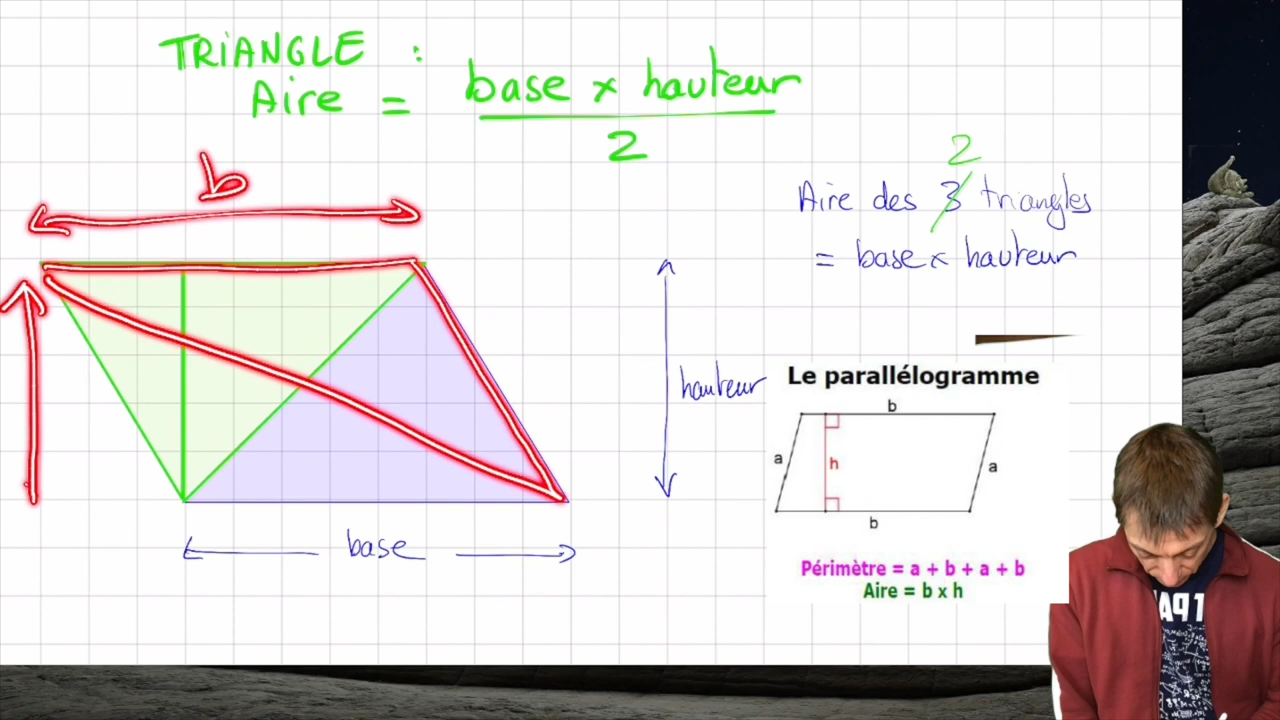 TRIANGLE :
Aire = base x hauteur
2
b
2
Aire des 3 triangles
= base x hauteur
hauteur
base
Le parallélogramme
b
a
h
a
b
Périmètre = a + b + a + b
Aire = b x h